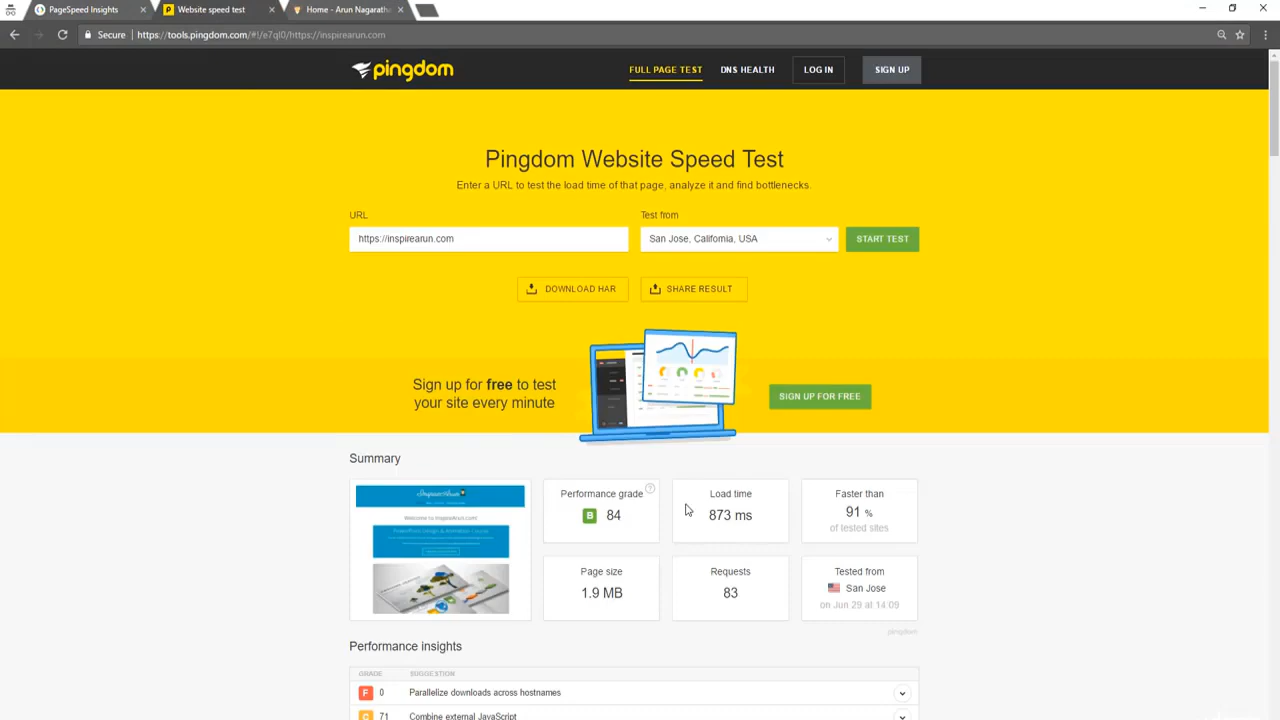 PageSpeed Insights
Website speed test
Home - Arun Nagarath
Secure
https://tools.pingdom.com/#!/e7ql0/https://inspirearun.com
pingdom
FULL PAGE TEST
DNS HEALTH
LOG IN
SIGN UP
Pingdom Website Speed Test
Enter a URL to test the load time of that page, analyze it and find bottlenecks.
URL
Test from
https://inspirearun.com
San Jose, California, USA
START TEST
DOWNLOAD HAR
SHARE RESULT
Sign up for free to test
your site every minute
SIGN UP FOR FREE
Summary
Welcome to InspireArun.com!
Performance grade
?
B 84
Load time
873 ms
Faster than
91 %
of tested sites
Page size
1.9 MB
Requests
83
Tested from
San Jose
on Jun 29 at 14:09
pingdom
Performance insights
GRADE
SUGGESTION
F 0 Parallelize downloads across hostnames
C 71 Combine external JavaScript